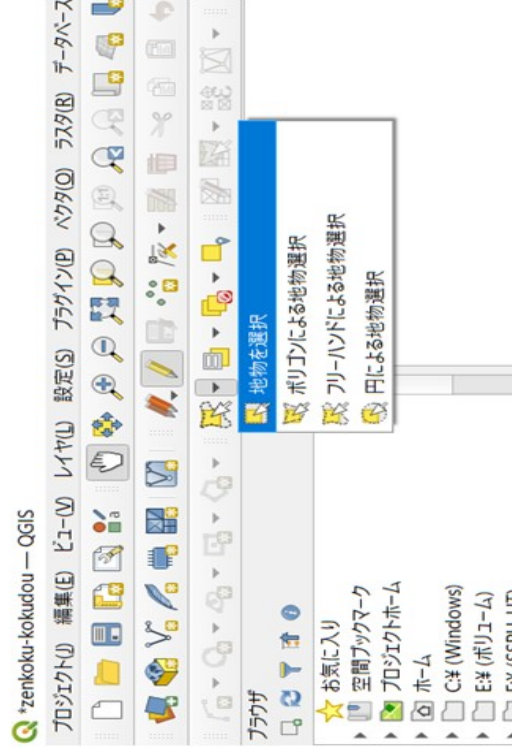 *zenkoku-kokudou — QGIS
プロジェクト(J) 編集(E) ビュー(V) レイヤ(L) 設定(S) プラグイン(P) ベクタ(O) ラスタ(R) データベース
地物を選択
ポリゴンによる地物選択
フリーハンドによる地物選択
円による地物選択
ブラウザ
お気に入り
空間ブックマーク
プロジェクトホーム
ホーム
C:¥ (Windows)
E:¥ (ボリューム)